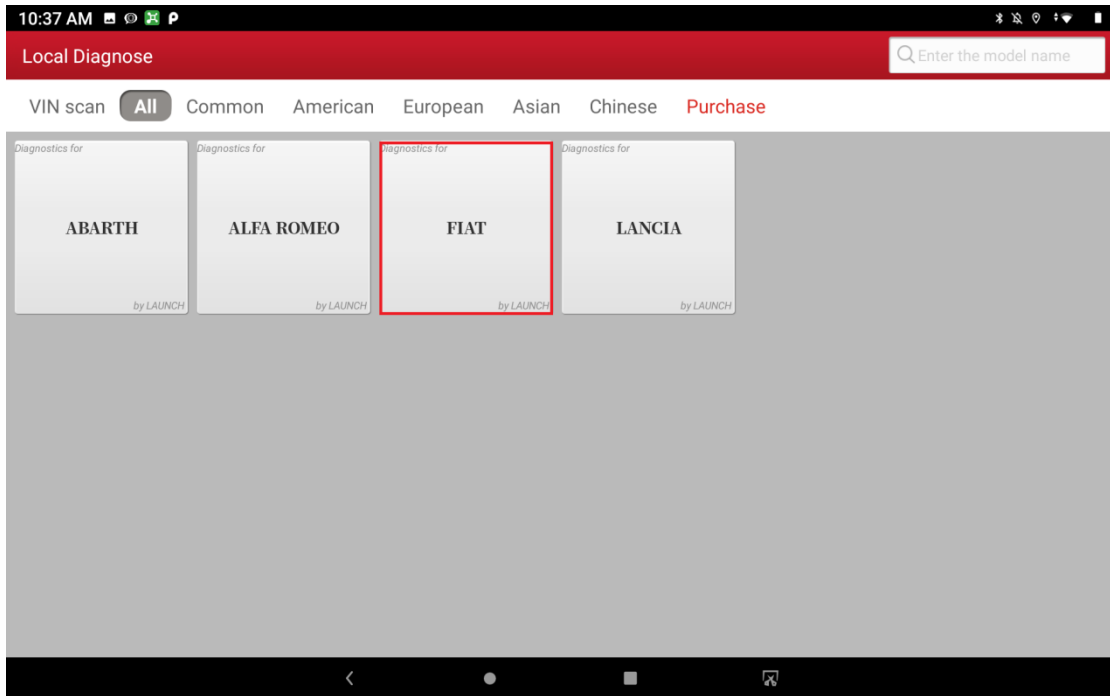 10:37 AM
Local Diagnose
Enter the model name
VIN scan All Common American European Asian Chinese Purchase
Diagnostics for
ABARTH
by LAUNCH
Diagnostics for
ALFA ROMEO
by LAUNCH
Diagnostics for
FIAT
by LAUNCH
Diagnostics for
LANCIA
by LAUNCH